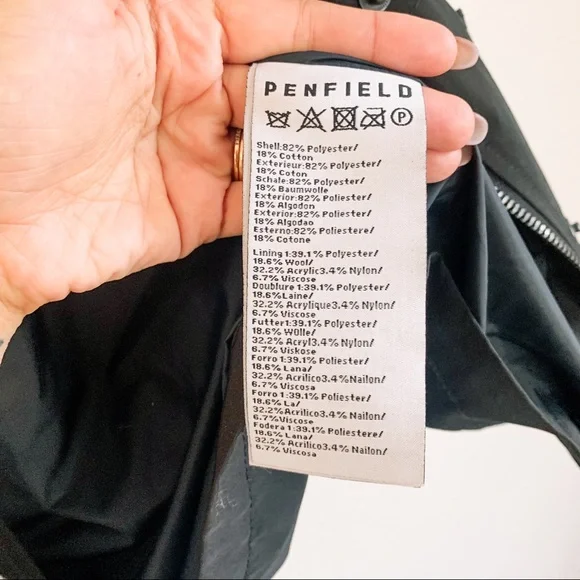 PENFIELD
P
Shell:82% Polyester/
18% Cotton
Exterieur:82% Polyester/
18% Coton
Schale:82% Polyester/
18% Baumwolle
Exterior:82% Poliester/
18% Algodon
Exterior:82% Poliester/
18% Algodao
Esterno:82% Poliestere/
18% Cotone
Lining 1:39.1% Polyester/
18.6% Wool/
32.2% Acrylic3.4% Nylon/
6.7% Viscose
Doublure 1:39.1% Polyester/
18.6%Laine/
32.2% Acrylique3.4% Nylon/
6.7% Viscose
Futter1:39.1% Polyester/
18.6% Wölle/
32.2% Acryl3.4% Nylon/
6.7% Viskose
Forro 1:39.1% Poliester/
18.6% Lana/
32.2% Acrilico3.4%Nailon/
6.7% Viscosa
Forro 1:39.1% Poliester/
18.6% La/
32.2% Acrilico3.4%Nailon/
6.7%Viscose
Fodera 1:39.1% Poliestere/
18.6% Lana/
32.2% Acrilico3.4% Nailon/
6.7% Viscosa